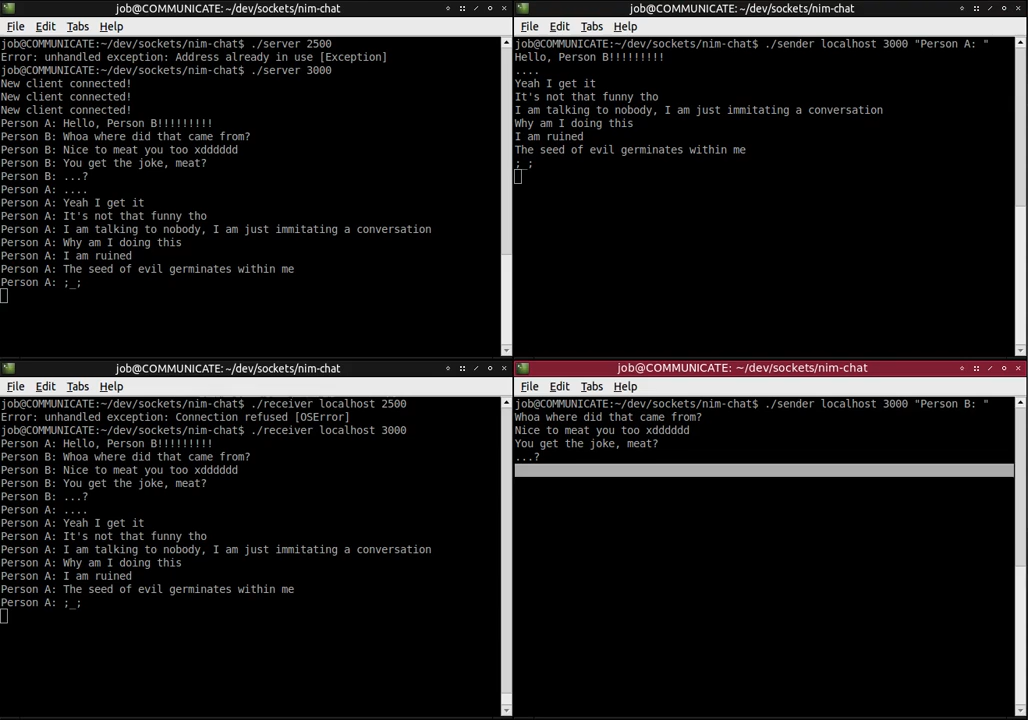 job@COMMUNICATE: ~/dev/sockets/nim-chat
File Edit Tabs Help
job@COMMUNICATE:~/dev/sockets/nim-chat$ ./server 2500
Error: unhandled exception: Address already in use [Exception]
job@COMMUNICATE:~/dev/sockets/nim-chat$ ./server 3000
New client connected!
New client connected!
New client connected!
Person A: Hello, Person B!!!!!!!!!
Person B: Whoa where did that came from?
Person B: Nice to meat you too xdddddd
Person B: You get the joke, meat?
Person B: ...?
Person A: ....
Person A: Yeah I get it
Person A: It's not that funny tho
Person A: I am talking to nobody, I am just immitating a conversation
Person A: Why am I doing this
Person A: I am ruined
Person A: The seed of evil germinates within me
Person A: ;_;
job@COMMUNICATE: ~/dev/sockets/nim-chat
File Edit Tabs Help
job@COMMUNICATE:~/dev/sockets/nim-chat$ ./sender localhost 3000 "Person A: "
Hello, Person B!!!!!!!!!
....
Yeah I get it
It's not that funny tho
I am talking to nobody, I am just immitating a conversation
Why am I doing this
I am ruined
The seed of evil germinates within me
;_;
job@COMMUNICATE: ~/dev/sockets/nim-chat
File Edit Tabs Help
job@COMMUNICATE:~/dev/sockets/nim-chat$ ./receiver localhost 2500
Error: unhandled exception: Connection refused [OSError]
job@COMMUNICATE:~/dev/sockets/nim-chat$ ./receiver localhost 3000
Person A: Hello, Person B!!!!!!!!!
Person B: Whoa where did that came from?
Person B: Nice to meat you too xdddddd
Person B: You get the joke, meat?
Person B: ...?
Person A: ....
Person A: Yeah I get it
Person A: It's not that funny tho
Person A: I am talking to nobody, I am just immitating a conversation
Person A: Why am I doing this
Person A: I am ruined
Person A: The seed of evil germinates within me
Person A: ;_;
job@COMMUNICATE: ~/dev/sockets/nim-chat
File Edit Tabs Help
job@COMMUNICATE:~/dev/sockets/nim-chat$ ./sender localhost 3000 "Person B: "
Whoa where did that came from?
Nice to meat you too xdddddd
You get the joke, meat?
...?